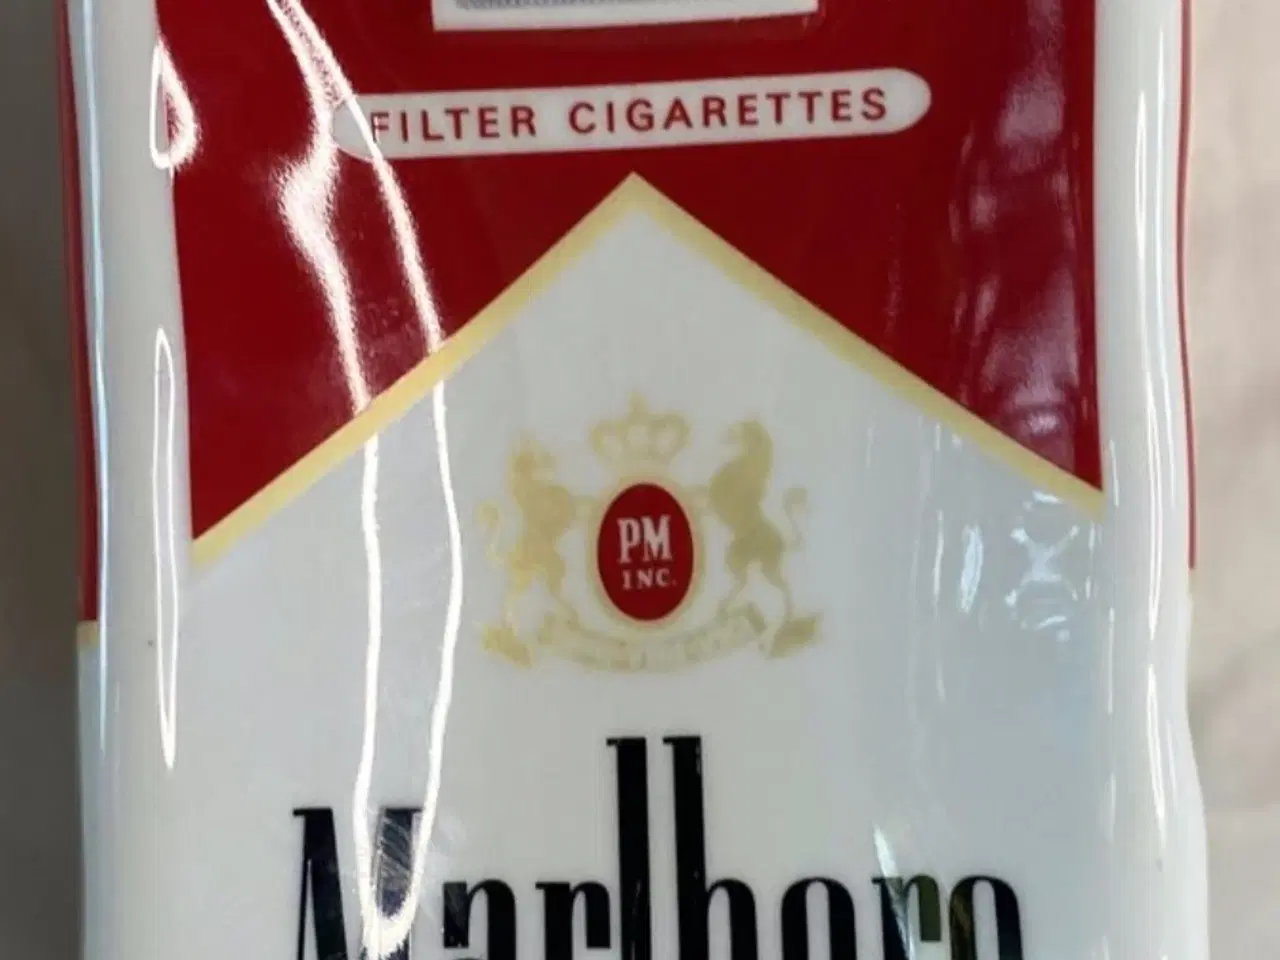 FILTER CIGARETTES
PM
INC.
Marlboro